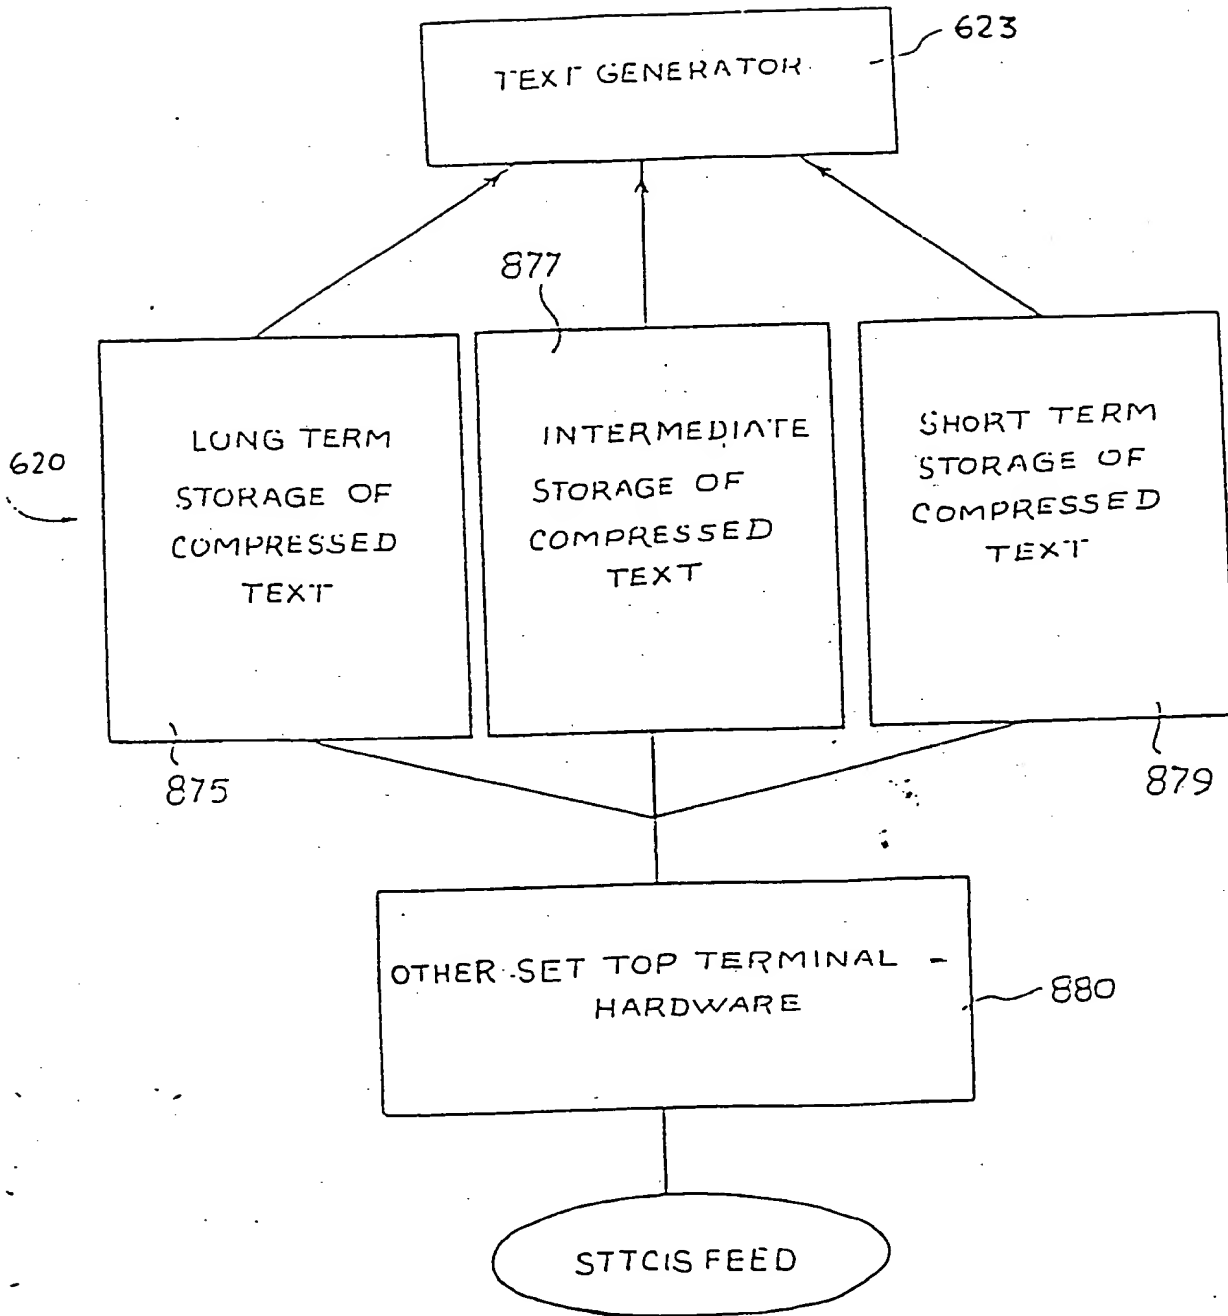 623
TEXT GENERATOR
877
620
LONG TERM
STORAGE OF
COMPRESSED
TEXT
INTERMEDIATE
STORAGE OF
COMPRESSED
TEXT
SHORT TERM
STORAGE OF
COMPRESSED
TEXT
875
879
OTHER SET TOP TERMINAL
HARDWARE
880
STTCIS FEED